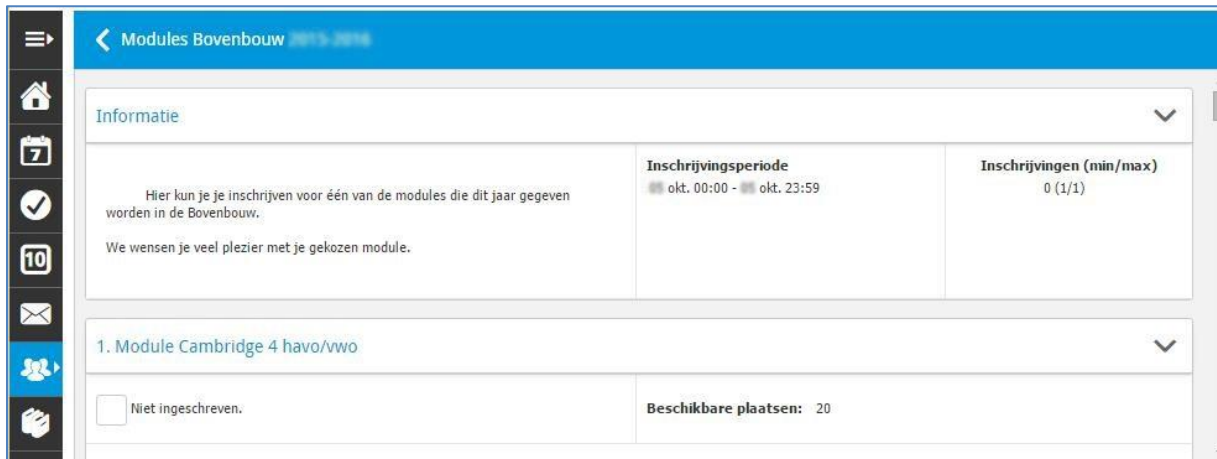 Modules Bovenbouw
Informatie
Hier kun je je inschrijven voor één van de modules die dit jaar gegeven
worden in de Bovenbouw.
We wensen je veel plezier met je gekozen module.
Inschrijvingsperiode
okt. 00:00 - okt. 23:59
Inschrijvingen (min/max)
0 (1/1)
7
10
1. Module Cambridge 4 havo/vwo
Niet ingeschreven.
Beschikbare plaatsen: 20